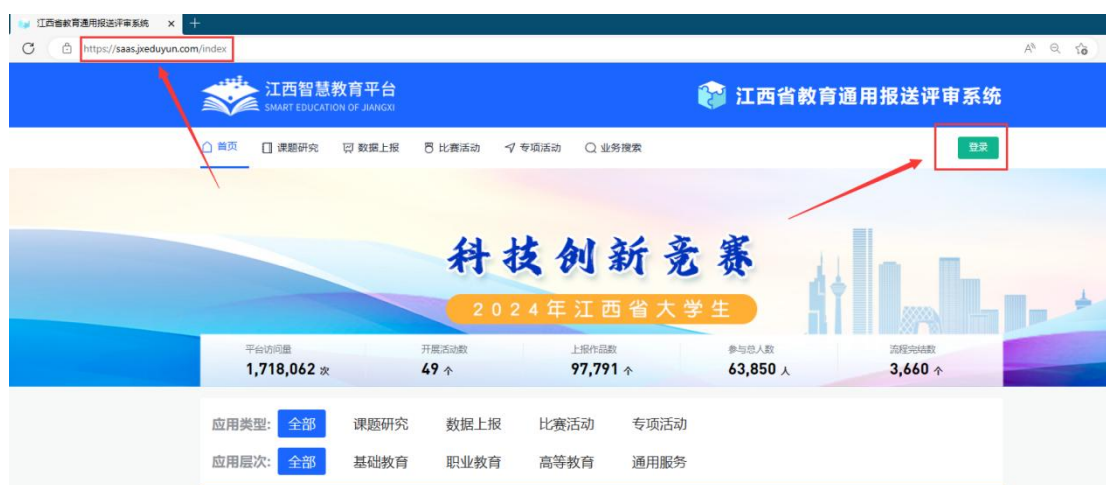 江西省教育通用报送评审系统
https://saas.jxeduyun.com/index
江西智慧教育平台
SMART EDUCATION OF JIANGXI
江西省教育通用报送评审系统
首页 课题研究 数据上报 比赛活动 专项活动 业务搜索 登录
科技创新竞赛
2024年江西省大学生
平台访问量 开展活动数 上报作品数 参与总人数 流程完结数
1,718,062 次 49 个 97,791 个 63,850 人 3,660 个
应用类型: 全部 课题研究 数据上报 比赛活动 专项活动
应用层次: 全部 基础教育 职业教育 高等教育 通用服务